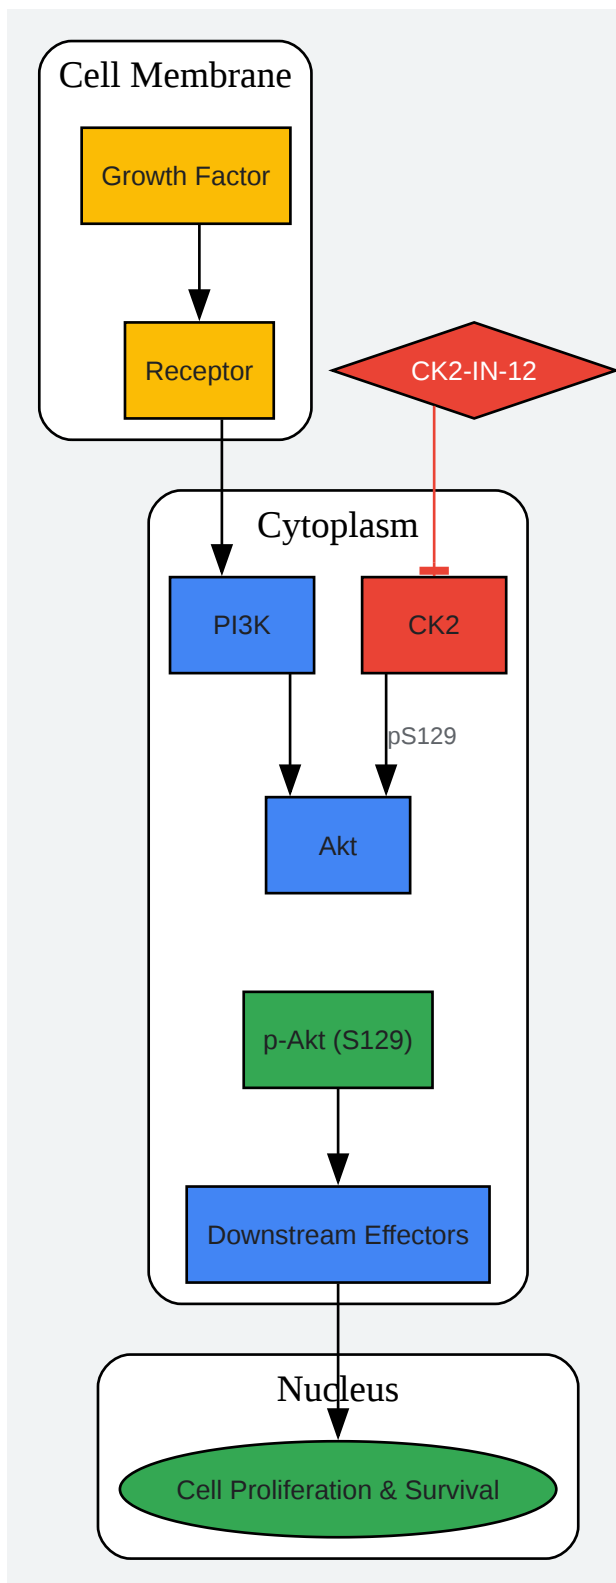 Cell Membrane
Growth Factor
Receptor
CK2-IN-12
Cytoplasm
PI3K
CK2
pS129
Akt
p-Akt (S129)
Downstream Effectors
Nucleus
Cell Proliferation & Survival